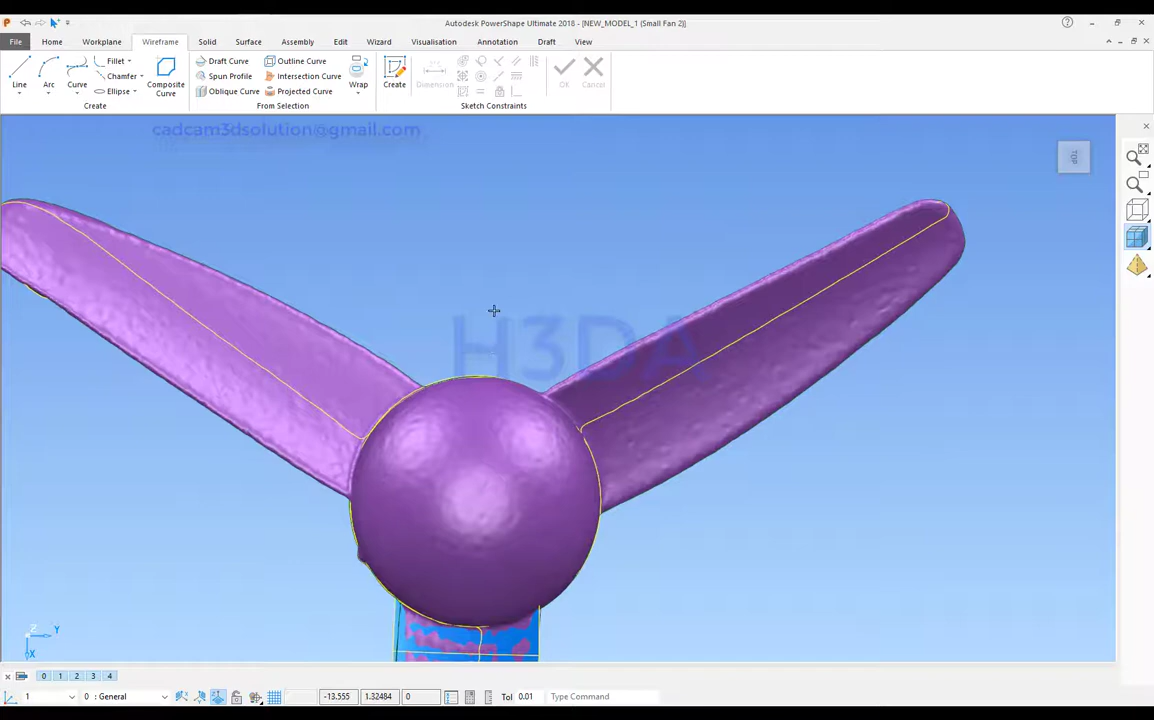 Autodesk PowerShape Ultimate 2018 - [NEW_MODEL_1 (Small Fan 2)]
File Home Workplane Wireframe Solid Surface Assembly Edit Wizard Visualisation Annotation Draft View
Line Arc Curve Fillet Chamfer Ellipse Composite Curve
Draft Curve Outline Curve
Spun Profile Intersection Curve
Oblique Curve Projected Curve
Wrap Create Dimension OK Cancel
Create From Selection Sketch Constraints
cadcam3dsolution@gmail.com
TOP
H3DA
Z Y
X
0 1 2 3 4
1 0 : General -13.555 1.32484 0 Tol 0.01 Type Command